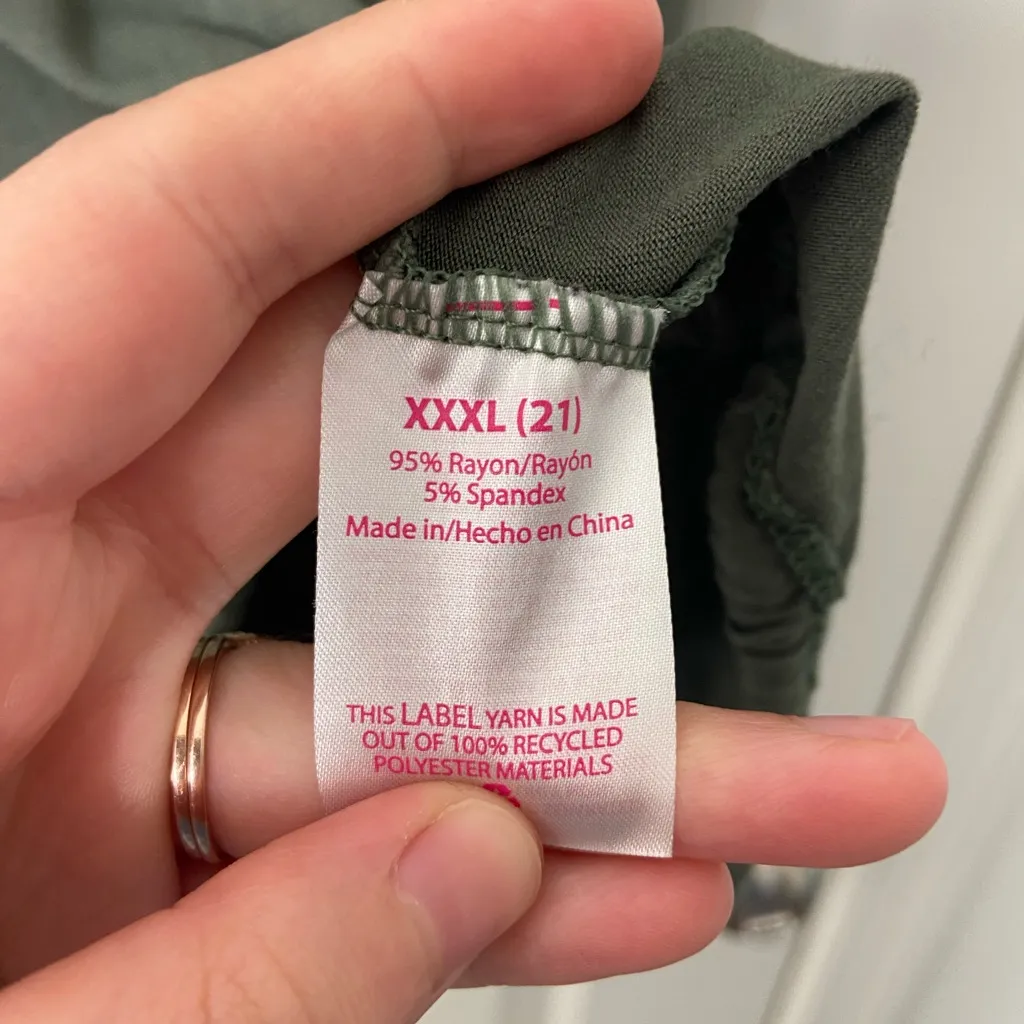 XXXL (21)
95% Rayon/Rayón
5% Spandex
Made in/Hecho en China
THIS LABEL YARN IS MADE
OUT OF 100% RECYCLED
POLYESTER MATERIALS